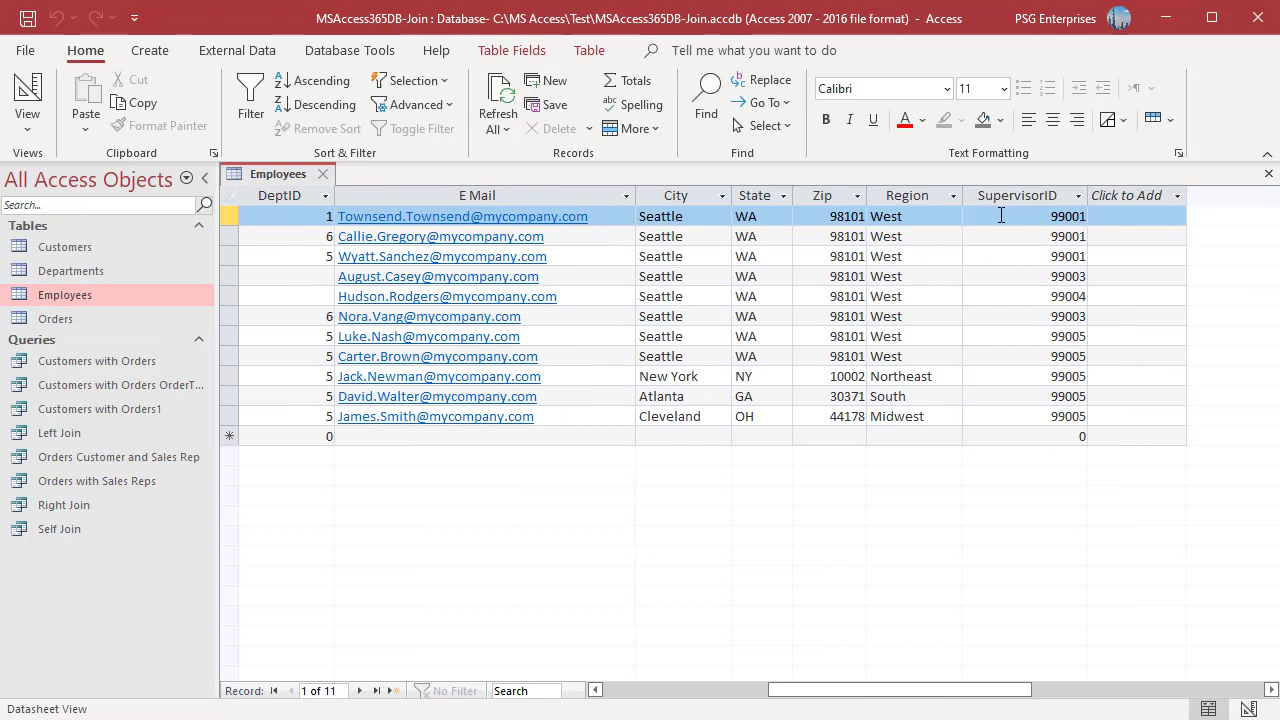 MSAccess365DB-Join : Database- C:\MS Access\Test\MSAccess365DB-Join.accdb (Access 2007 - 2016 file format) - Access PSG Enterprises
File Home Create External Data Database Tools Help Table Fields Table Tell me what you want to do
View
Views
Paste
Cut
Copy
Format Painter
Clipboard
Filter
Ascending
Descending
Remove Sort
Selection
Advanced
Toggle Filter
Sort & Filter
Refresh
All
New
Save
Delete
Totals
Spelling
More
Records
Find
Replace
Go To
Select
Find
Calibri 11
B I U A
Text Formatting
All Access Objects
Search...
Tables
Customers
Departments
Employees
Orders
Queries
Customers with Orders
Customers with Orders OrderT...
Customers with Orders1
Left Join
Orders Customer and Sales Rep
Orders with Sales Reps
Right Join
Self Join
Employees
DeptID E Mail City State Zip Region SupervisorID Click to Add
1 Townsend.Townsend@mycompany.com Seattle WA 98101 West 99001
6 Callie.Gregory@mycompany.com Seattle WA 98101 West 99001
5 Wyatt.Sanchez@mycompany.com Seattle WA 98101 West 99001
August.Casey@mycompany.com Seattle WA 98101 West 99003
Hudson.Rodgers@mycompany.com Seattle WA 98101 West 99004
6 Nora.Vang@mycompany.com Seattle WA 98101 West 99003
5 Luke.Nash@mycompany.com Seattle WA 98101 West 99005
5 Carter.Brown@mycompany.com Seattle WA 98101 West 99005
5 Jack.Newman@mycompany.com New York NY 10002 Northeast 99005
5 David.Walter@mycompany.com Atlanta GA 30371 South 99005
5 James.Smith@mycompany.com Cleveland OH 44178 Midwest 99005
0 0
Record: 1 of 11 No Filter Search
Datasheet View